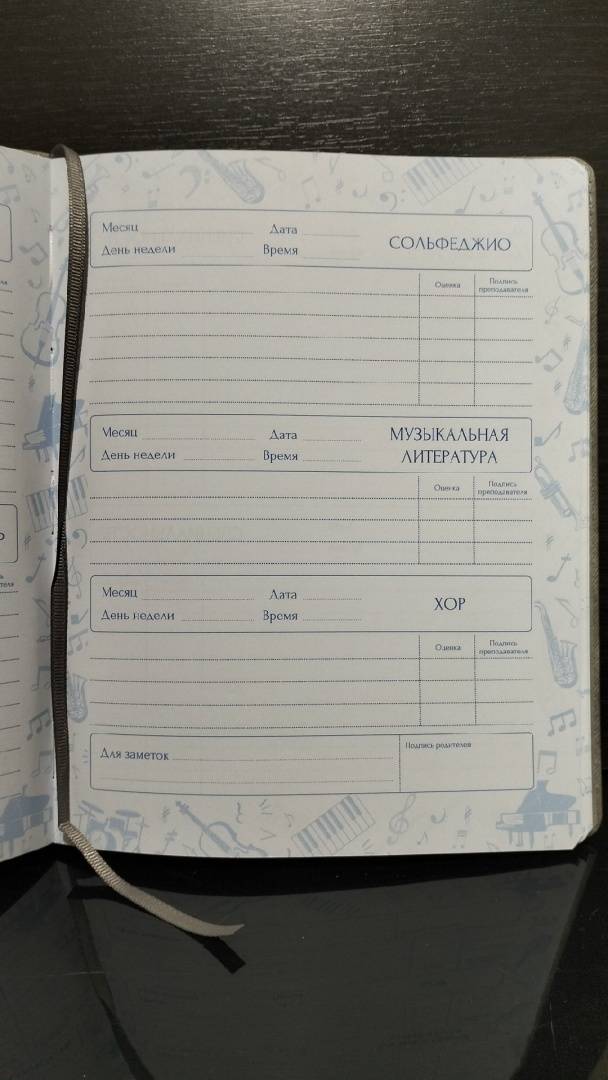 Месяц Дата
День недели Время
СОЛЬФЕДЖИО
Оценка
Подпись
преподавателя
Месяц Дата
День недели Время
МУЗЫКАЛЬНАЯ
ЛИТЕРАТУРА
Оценка
Подпись
преподавателя
Месяц Дата
День недели Время
ХОР
Оценка
Подпись
преподавателя
Для заметок
Подпись родителей